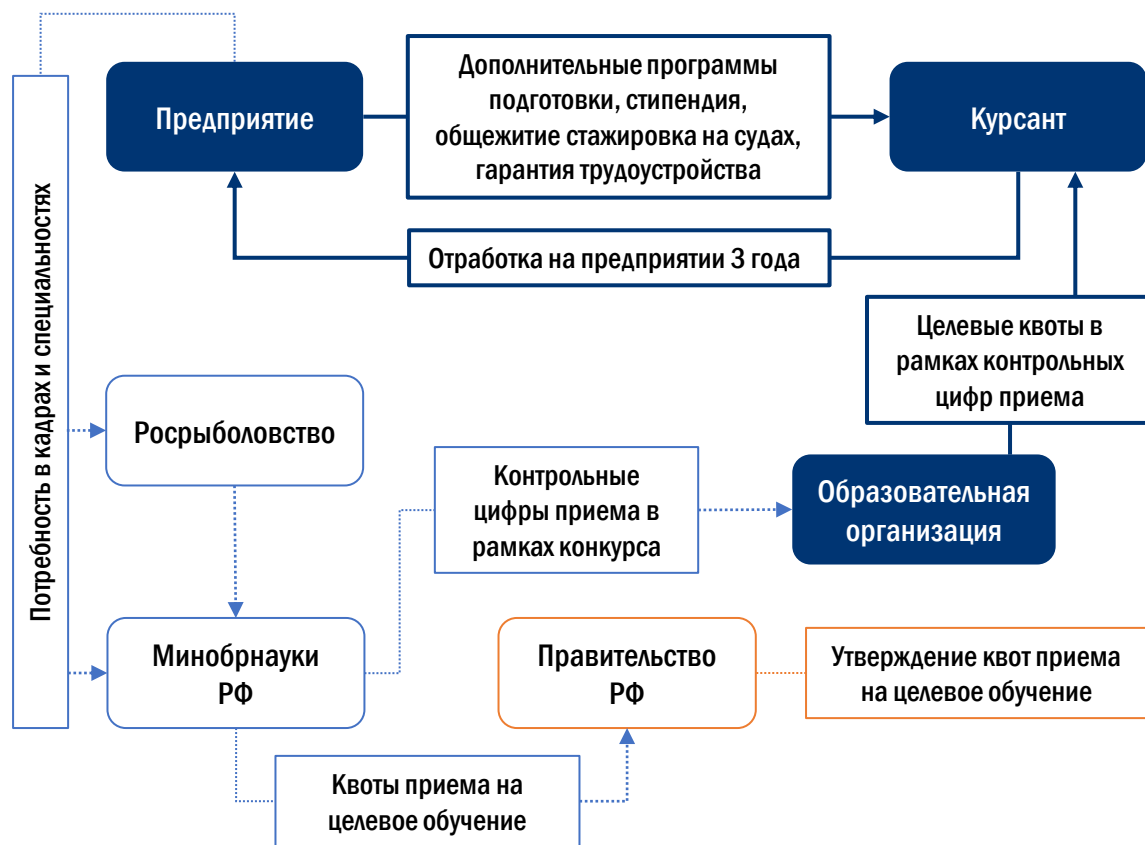 Дополнительные программы
подготовки, стипендия,
общежитие стажировка на судах,
гарантия трудоустройства
Предприятие
Курсант
Отработка на предприятии 3 года
Потребность в кадрах и специальностях
Целевые квоты в
рамках контрольных
цифр приема
Росрыболовство
Контрольные
цифры приема в
рамках конкурса
Образовательная
организация
Минобрнауки
РФ
Правительство
РФ
Утверждение квот приема
на целевое обучение
Квоты приема на
целевое обучение